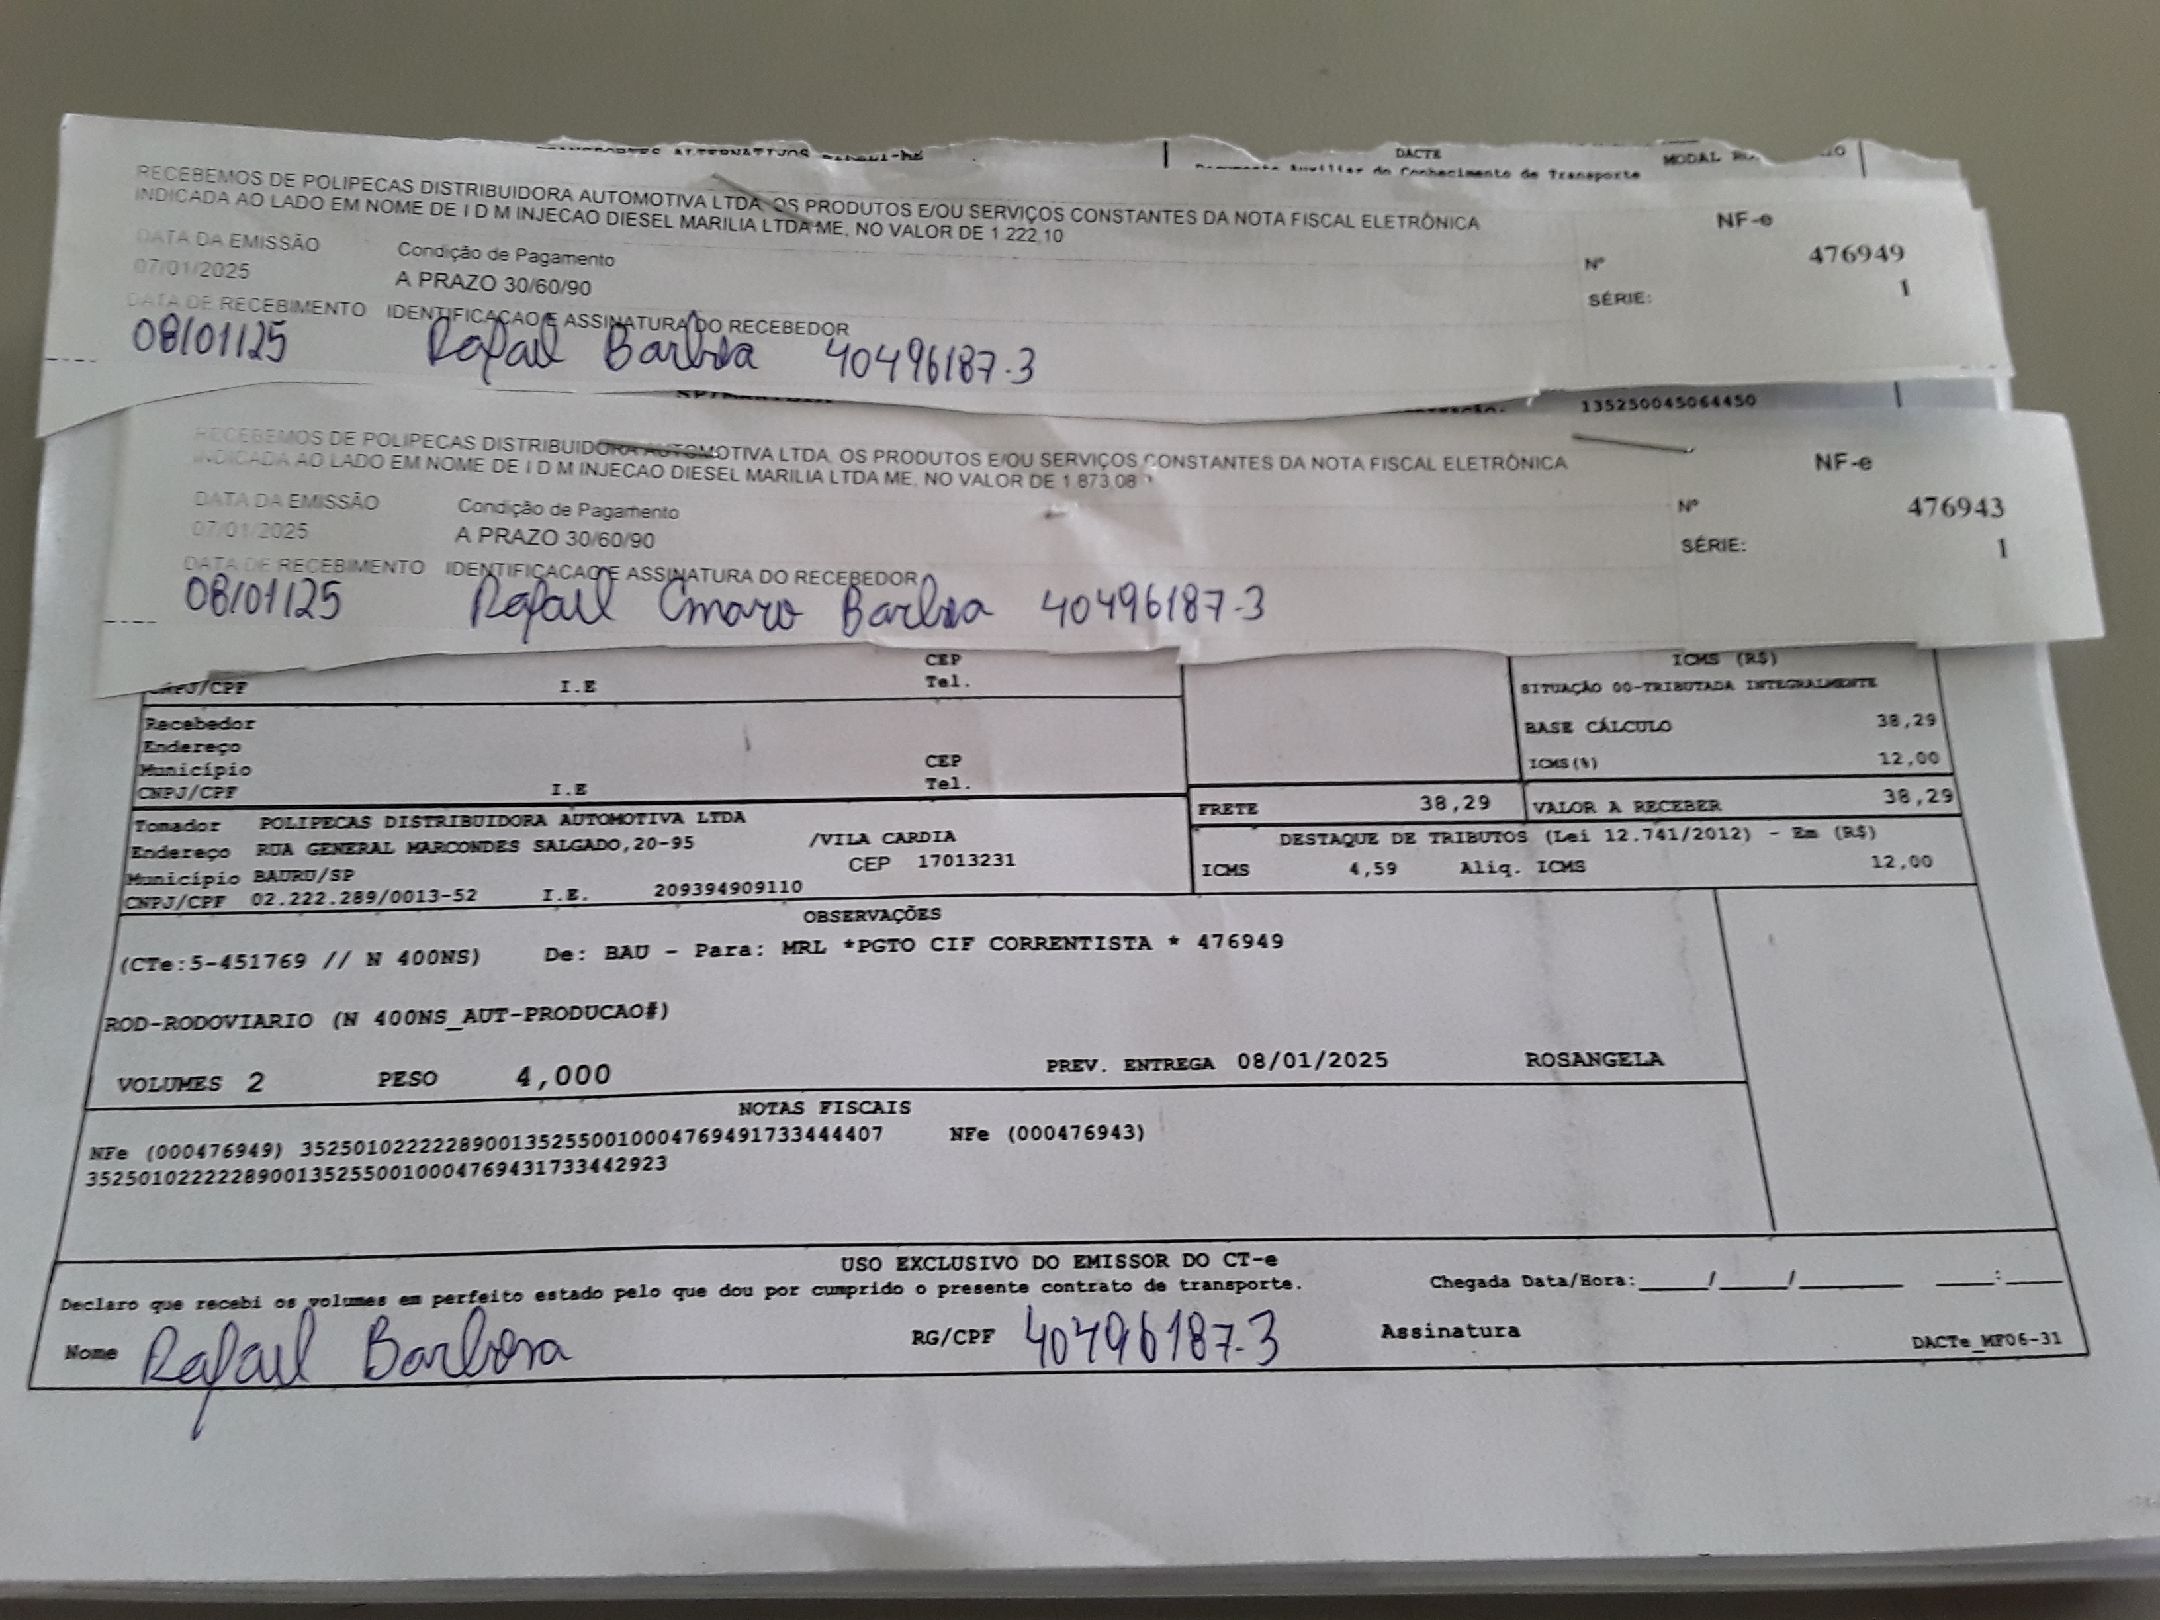 DACTE
MODAL
Documento Auxiliar do Conhecimento de Transporte
RECEBEMOS DE POLIPECAS DISTRIBUIDORA AUTOMOTIVA LTDA, OS PRODUTOS E/OU SERVIÇOS CONSTANTES DA NOTA FISCAL ELETRÔNICA
INDICADA AO LADO EM NOME DE I D M INJECAO DIESEL MARILIA LTDA ME, NO VALOR DE 1.222,10
NF-e
DATA DA EMISSÃO Condição de Pagamento
Nº 476949
07/01/2025 A PRAZO 30/60/90
SÉRIE: 1
DATA DE RECEBIMENTO IDENTIFICACAO E ASSINATURA DO RECEBEDOR
08/01/25 Rafael Barbosa 40496187-3
135250045064450
RECEBEMOS DE POLIPECAS DISTRIBUIDORA AUTOMOTIVA LTDA, OS PRODUTOS E/OU SERVIÇOS CONSTANTES DA NOTA FISCAL ELETRÔNICA
INDICADA AO LADO EM NOME DE I D M INJECAO DIESEL MARILIA LTDA ME, NO VALOR DE 1.873,08
NF-e
DATA DA EMISSÃO Condição de Pagamento
Nº 476943
07/01/2025 A PRAZO 30/60/90
SÉRIE: 1
DATA DE RECEBIMENTO IDENTIFICACAO E ASSINATURA DO RECEBEDOR
08/01/25 Rafael Barbosa 40496187-3
CEP ICMS (R$)
CNPJ/CPF I.E Tel. SITUAÇÃO 00-TRIBUTADA INTEGRALMENTE
Recebedor BASE CÁLCULO 38,29
Endereço
Município CEP ICMS(%) 12,00
CNPJ/CPF I.E Tel.
FRETE 38,29 VALOR A RECEBER 38,29
Tomador POLIPECAS DISTRIBUIDORA AUTOMOTIVA LTDA
DESTAQUE DE TRIBUTOS (Lei 12.741/2012) - Em (R$)
Endereço RUA GENERAL MARCONDES SALGADO,20-95 /VILA CARDIA
Município BAURU/SP CEP 17013231
ICMS 4,59 Aliq. ICMS 12,00
CNPJ/CPF 02.222.289/0013-52 I.E. 209394909110
OBSERVAÇÕES
(CTe:5-451769 // N 400NS) De: BAU - Para: MRL *PGTO CIF CORRENTISTA * 476949
ROD-RODOVIARIO (N 400NS_AUT-PRODUCAO#)
VOLUMES 2 PESO 4,000 PREV. ENTREGA 08/01/2025 ROSANGELA
NOTAS FISCAIS
NFe (000476949) 35250102222289001352550010004769491733444407 NFe (000476943)
35250102222289001352550010004769431733442923
USO EXCLUSIVO DO EMISSOR DO CT-e
Declaro que recebi os volumes em perfeito estado pelo que dou por cumprido o presente contrato de transporte. Chegada Data/Hora:_____/_____/________ ____:____
Nome Rafael Barbosa RG/CPF 40496187-3 Assinatura
DACTe_MF06-31